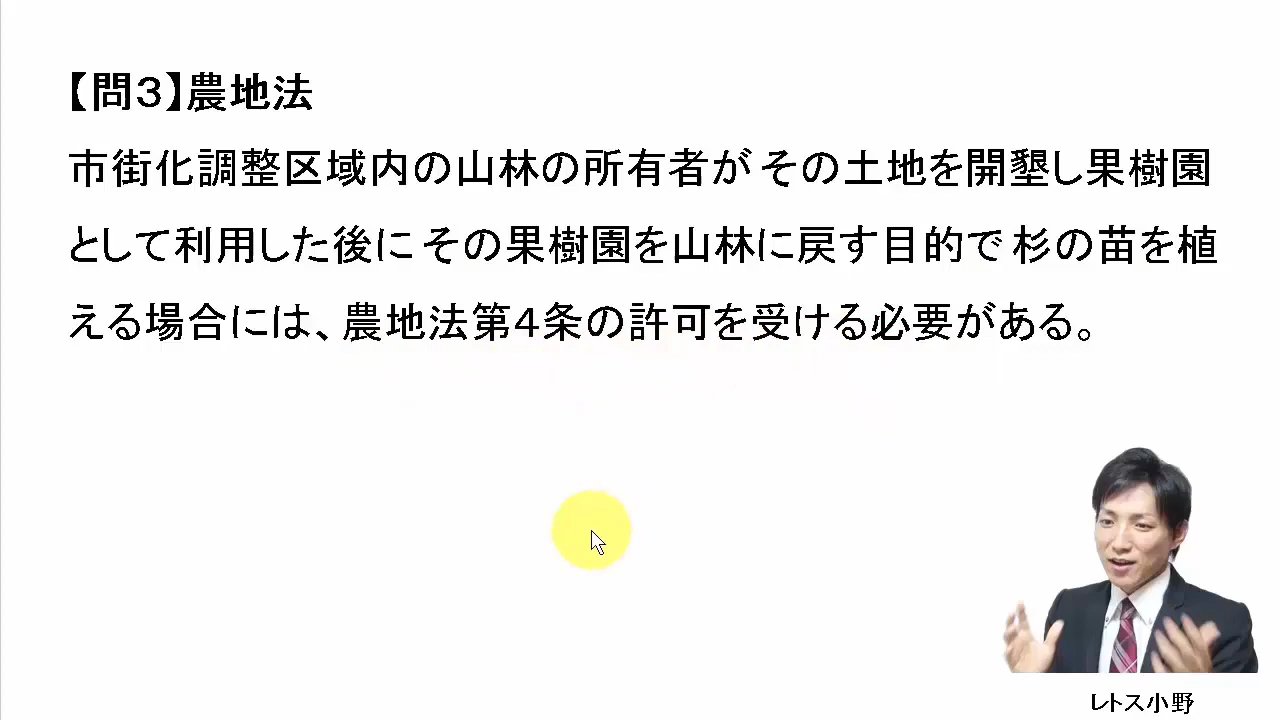 【問3】農地法
市街化調整区域内の山林の所有者がその土地を開墾し果樹園
として利用した後にその果樹園を山林に戻す目的で杉の苗を植
える場合には、農地法第4条の許可を受ける必要がある。
レトス小野